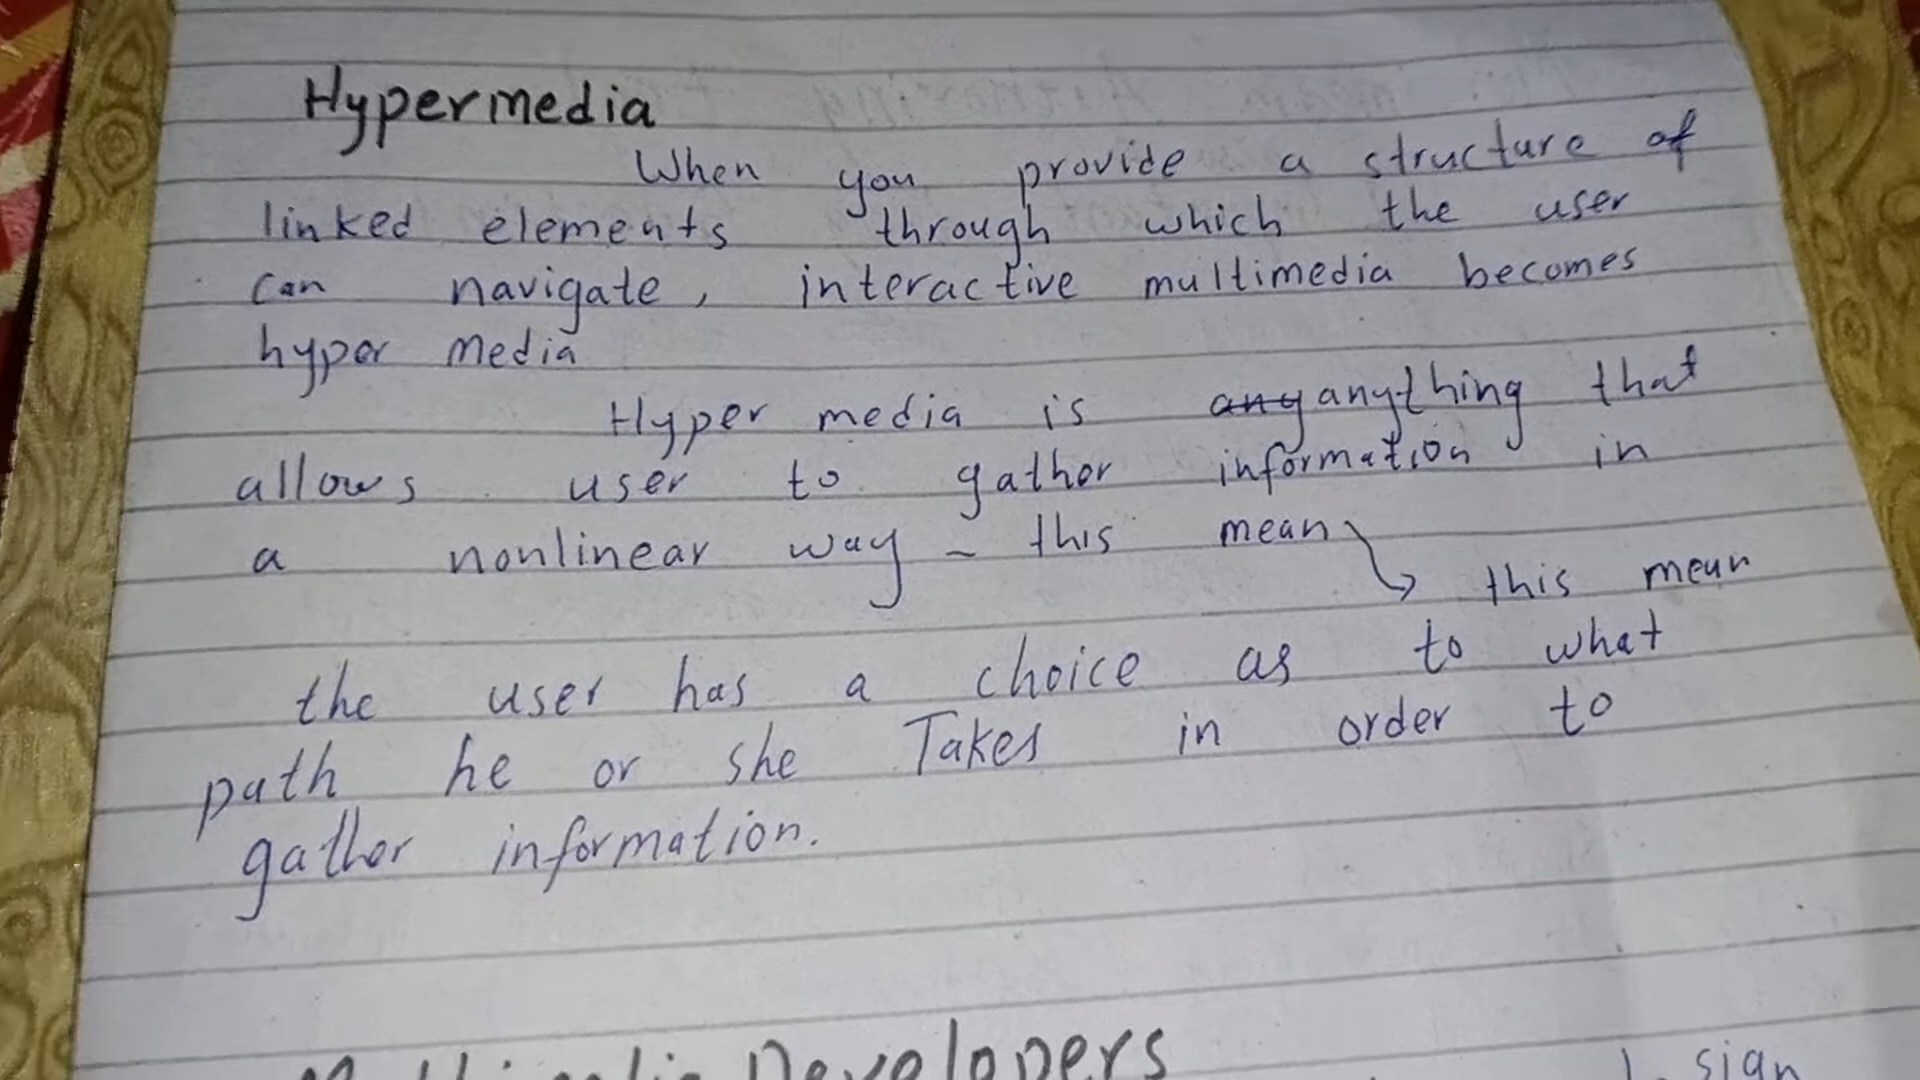 Hypermedia
When you provide a structure of
linked elements through which the user
can navigate, interactive multimedia becomes
hyper media
Hyper media is any anything that
allows user to gather information in
a nonlinear way - this mean
this mean
the user has a choice as to what
path he or she Takes in order to
gather information.
Developers